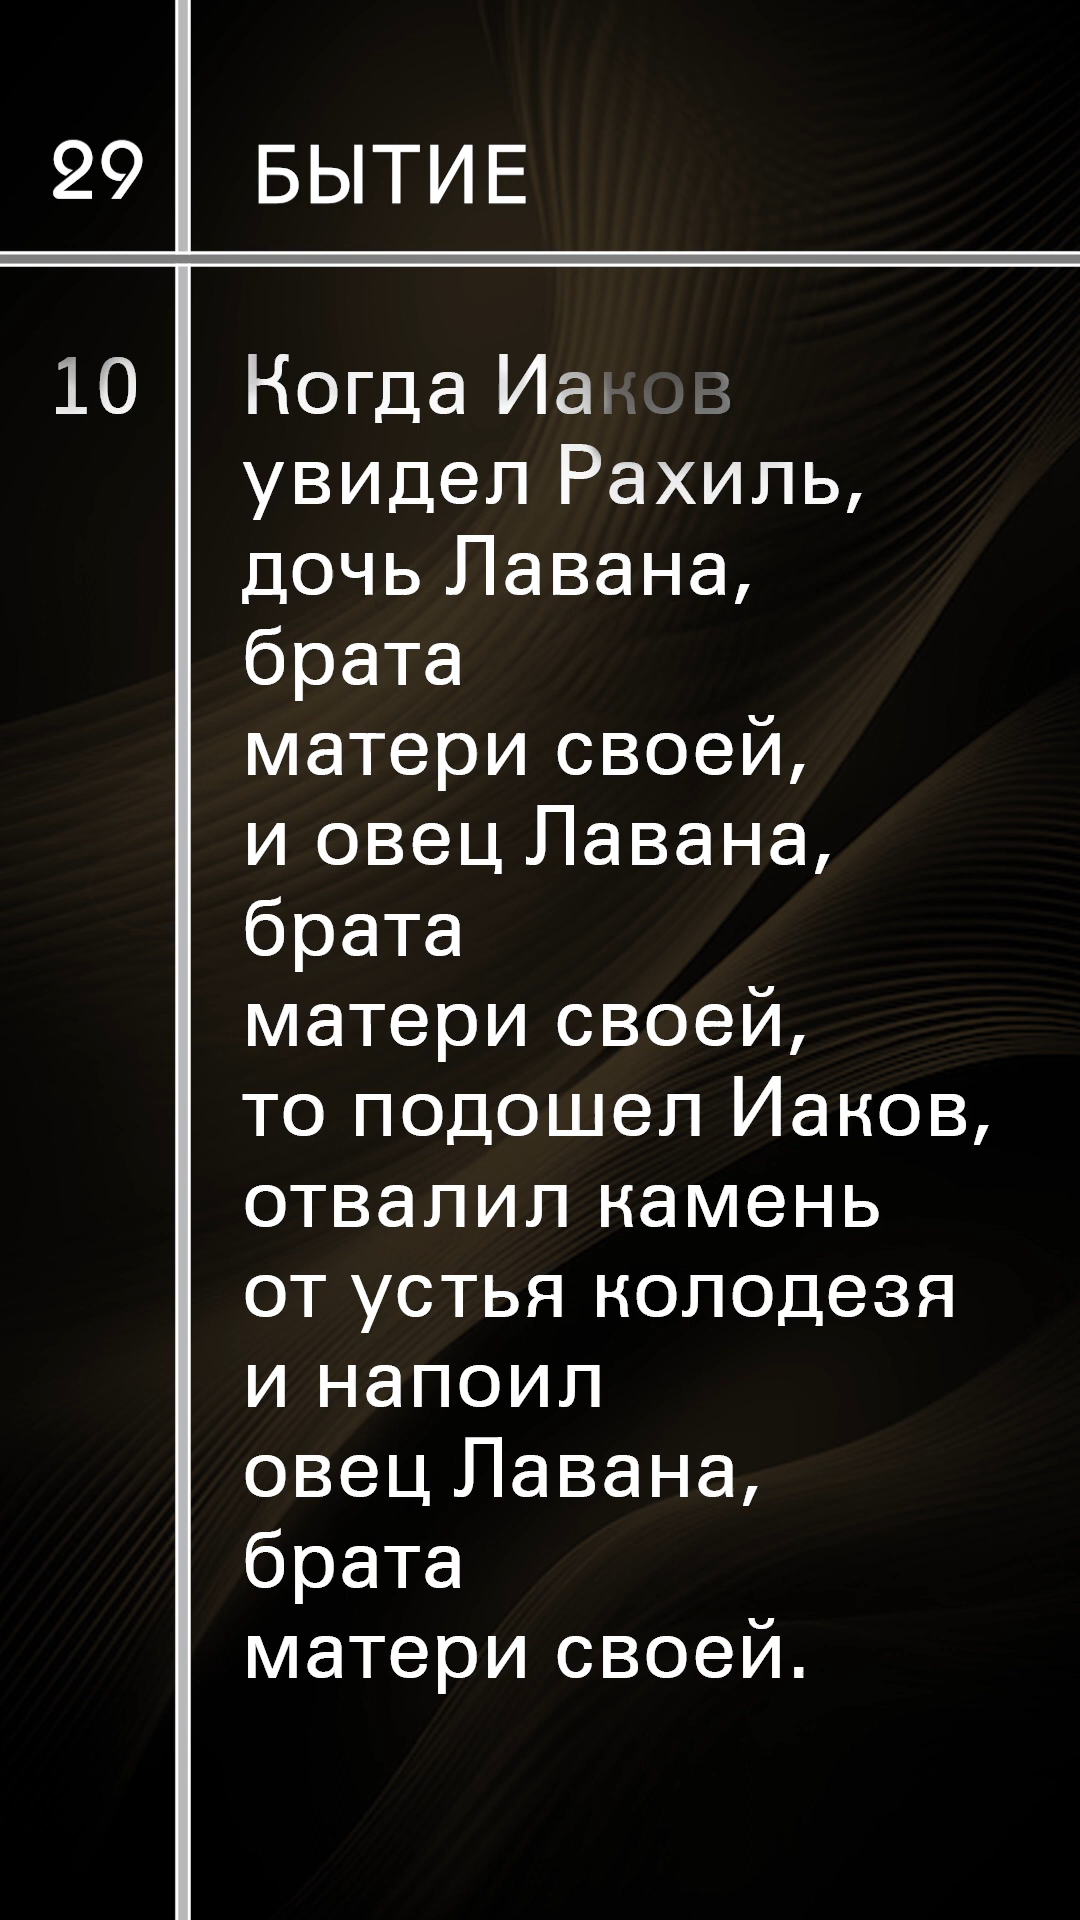 29 БЫТИЕ
10 Когда Иаков
увидел Рахиль,
дочь Лавана,
брата
матери своей,
и овец Лавана,
брата
матери своей,
то подошел Иаков,
отвалил камень
от устья колодезя
и напоил
овец Лавана,
брата
матери своей.